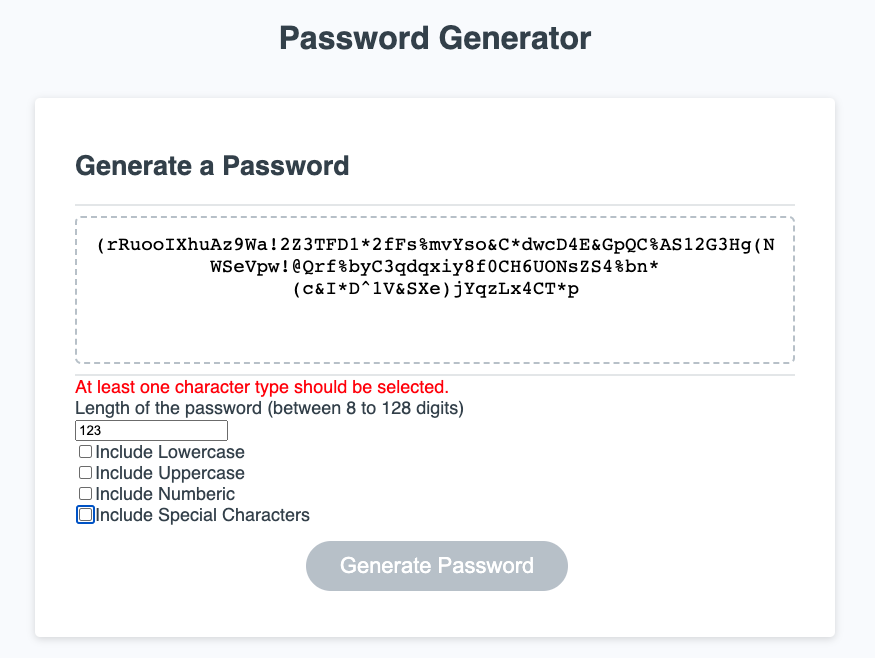 Password Generator
Generate a Password
(rRuooIXhuAz9Wa!2Z3TFD1*2fFs%mvYso&C*dwcD4E&GpQC%AS12G3Hg(N
WSeVpw!@Qrf%byC3qdqxiy8f0CH6UONsZS4%bn*
(c&I*D^1V&SXe)jYqzLx4CT*p
At least one character type should be selected.
Length of the password (between 8 to 128 digits)
123
Include Lowercase
Include Uppercase
Include Numberic
Include Special Characters
Generate Password